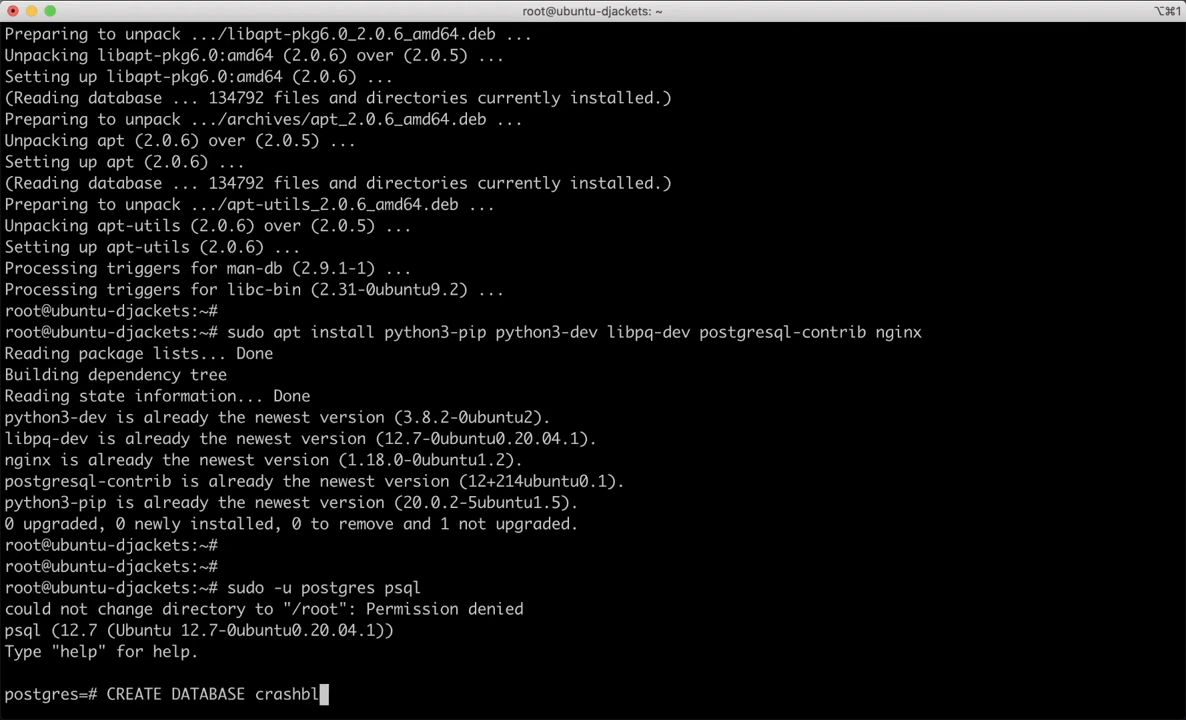 root@ubuntu-djackets: ~
⌥⌘1
Preparing to unpack .../libapt-pkg6.0_2.0.6_amd64.deb ...
Unpacking libapt-pkg6.0:amd64 (2.0.6) over (2.0.5) ...
Setting up libapt-pkg6.0:amd64 (2.0.6) ...
(Reading database ... 134792 files and directories currently installed.)
Preparing to unpack .../archives/apt_2.0.6_amd64.deb ...
Unpacking apt (2.0.6) over (2.0.5) ...
Setting up apt (2.0.6) ...
(Reading database ... 134792 files and directories currently installed.)
Preparing to unpack .../apt-utils_2.0.6_amd64.deb ...
Unpacking apt-utils (2.0.6) over (2.0.5) ...
Setting up apt-utils (2.0.6) ...
Processing triggers for man-db (2.9.1-1) ...
Processing triggers for libc-bin (2.31-0ubuntu9.2) ...
root@ubuntu-djackets:~#
root@ubuntu-djackets:~# sudo apt install python3-pip python3-dev libpq-dev postgresql-contrib nginx
Reading package lists... Done
Building dependency tree
Reading state information... Done
python3-dev is already the newest version (3.8.2-0ubuntu2).
libpq-dev is already the newest version (12.7-0ubuntu0.20.04.1).
nginx is already the newest version (1.18.0-0ubuntu1.2).
postgresql-contrib is already the newest version (12+214ubuntu0.1).
python3-pip is already the newest version (20.0.2-5ubuntu1.5).
0 upgraded, 0 newly installed, 0 to remove and 1 not upgraded.
root@ubuntu-djackets:~#
root@ubuntu-djackets:~#
root@ubuntu-djackets:~# sudo -u postgres psql
could not change directory to "/root": Permission denied
psql (12.7 (Ubuntu 12.7-0ubuntu0.20.04.1))
Type "help" for help.
postgres=# CREATE DATABASE crashbl